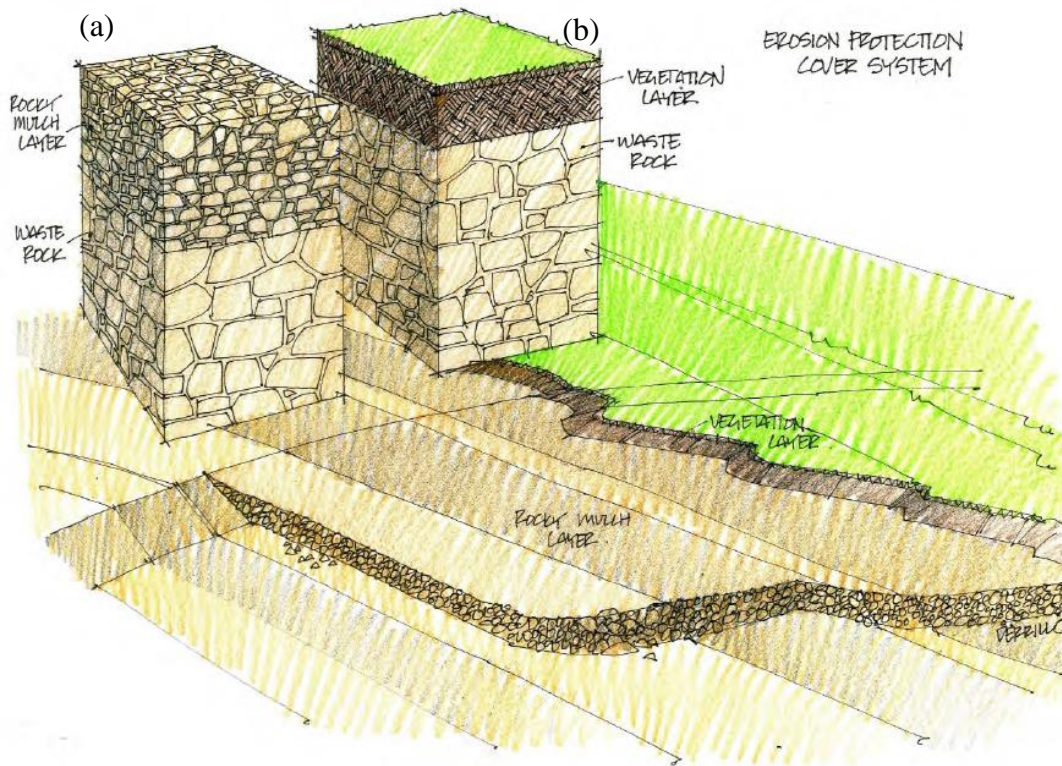 (a)
(b)
EROSION PROTECTION
COVER SYSTEM
ROCKY
MULCH
LAYER
VEGETATION
LAYER
WASTE
ROCK
WASTE
ROCK
VEGETATION
LAYER
ROCKY MULCH
LAYER